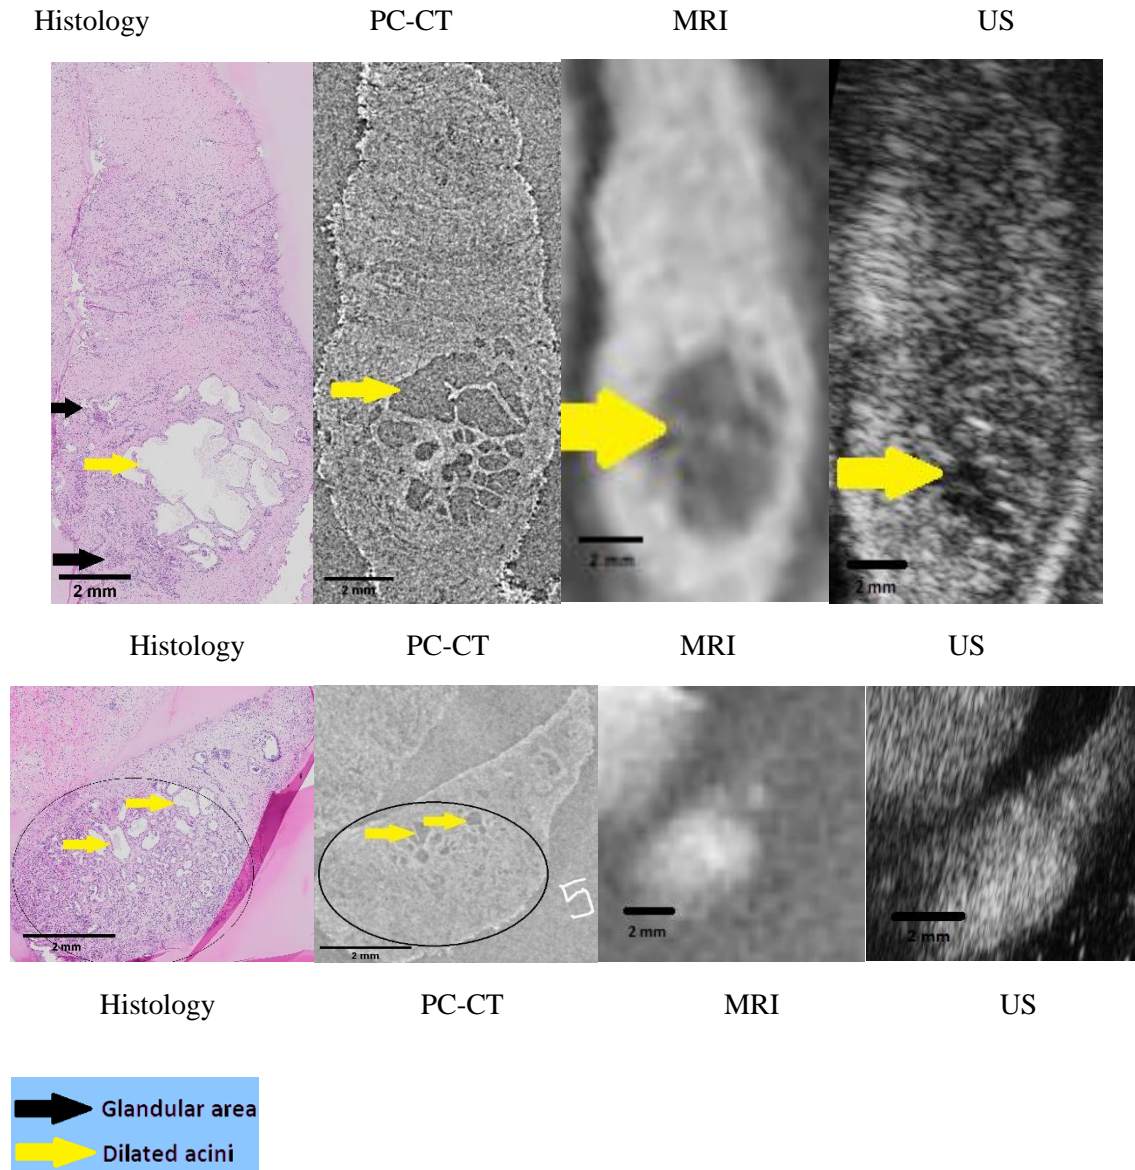 Histology PC-CT MRI US
2 mm 2 mm 2 mm 2 mm
Histology PC-CT MRI US
5
2 mm 2 mm 2 mm 2 mm
Histology PC-CT MRI US
Glandular area
Dilated acini